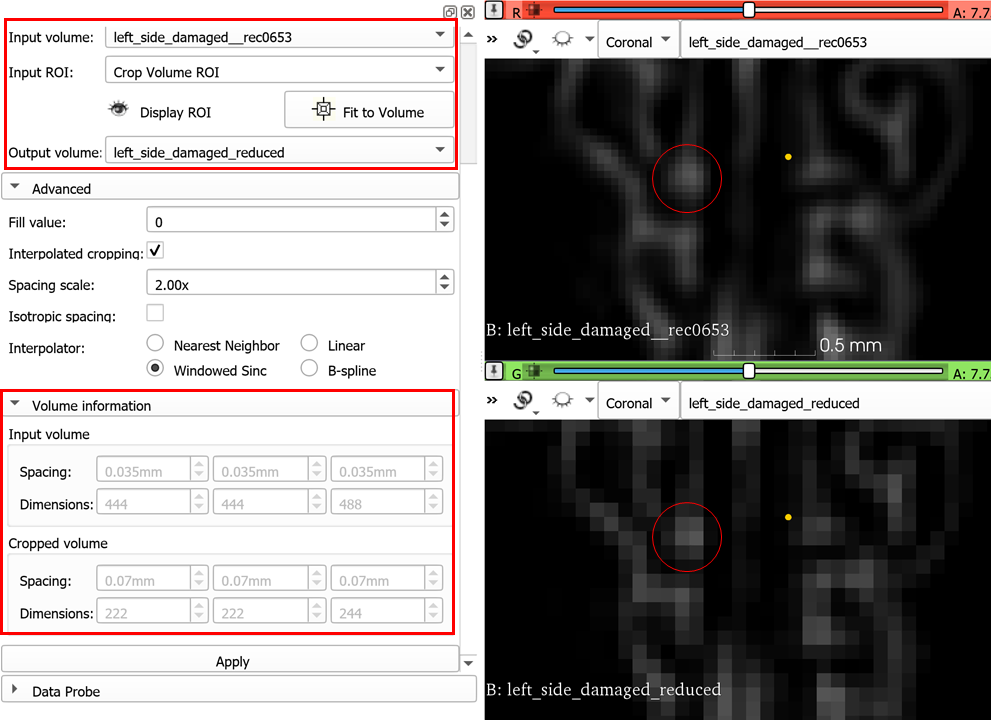 Input volume: left_side_damaged__rec0653
Input ROI: Crop Volume ROI
Display ROI Fit to Volume
Output volume: left_side_damaged_reduced
Advanced
Fill value: 0
Interpolated cropping:
Spacing scale: 2.00x
Isotropic spacing:
Interpolator: Nearest Neighbor Linear
Windowed Sinc B-spline
Volume information
Input volume
Spacing: 0.035mm 0.035mm 0.035mm
Dimensions: 444 444 488
Cropped volume
Spacing: 0.07mm 0.07mm 0.07mm
Dimensions: 222 222 244
Apply
Data Probe
R A: 7.7
» Coronal left_side_damaged__rec0653
B: left_side_damaged__rec0653
0.5 mm
G A: 7.7
» Coronal left_side_damaged_reduced
B: left_side_damaged_reduced